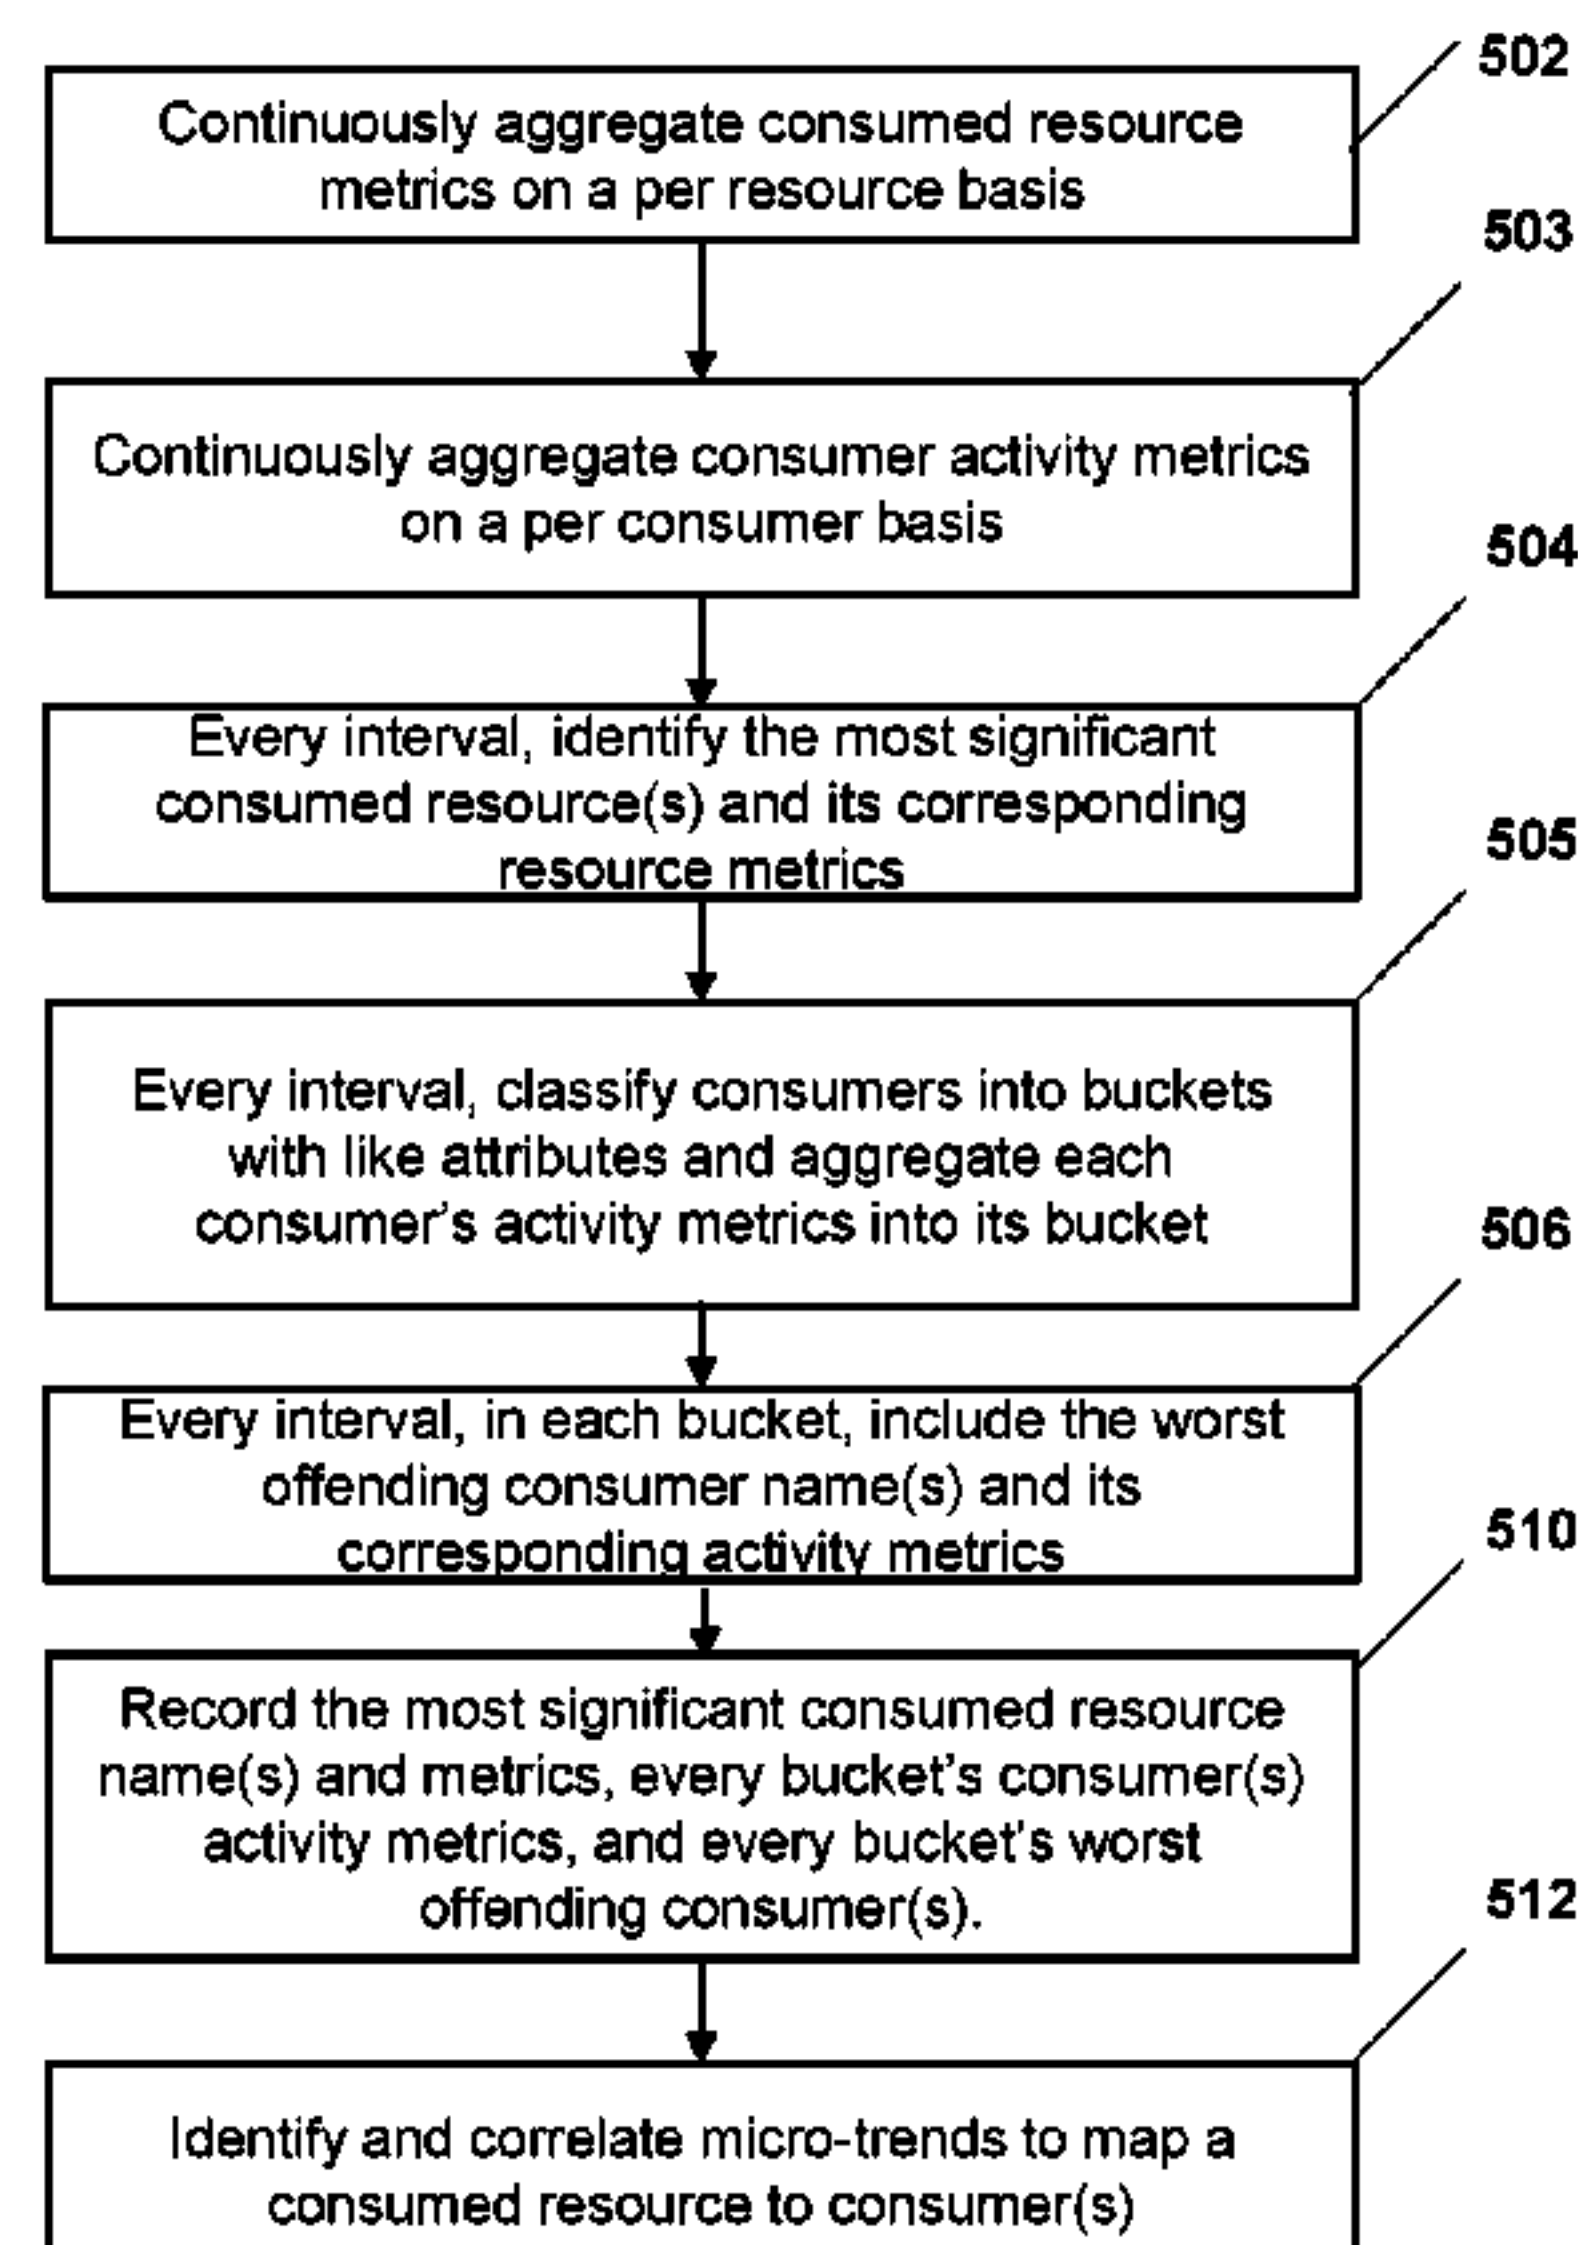 502
Continuously aggregate consumed resource
metrics on a per resource basis
503
Continuously aggregate consumer activity metrics
on a per consumer basis
504
Every interval, identify the most significant
consumed resource(s) and its corresponding
resource metrics
505
Every interval, classify consumers into buckets
with like attributes and aggregate each
consumer's activity metrics into its bucket
506
Every interval, in each bucket, include the worst
offending consumer name(s) and its
corresponding activity metrics
510
Record the most significant consumed resource
name(s) and metrics, every bucket's consumer(s)
activity metrics, and every bucket's worst
offending consumer(s).
512
Identify and correlate micro-trends to map a
consumed resource to consumer(s)